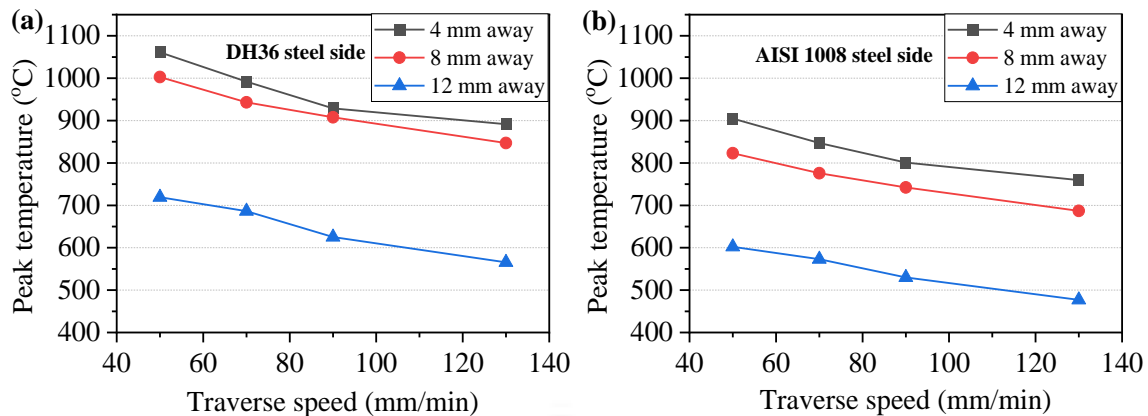 (a)
DH36 steel side
4 mm away
8 mm away
12 mm away
1100
1000
900
800
700
600
500
400
Peak temperature (ºC)
40
60
80
100
120
140
Traverse speed (mm/min)
(b)
AISI 1008 steel side
4 mm away
8 mm away
12 mm away
1100
1000
900
800
700
600
500
400
Peak temperature (ºC)
40
60
80
100
120
140
Traverse speed (mm/min)